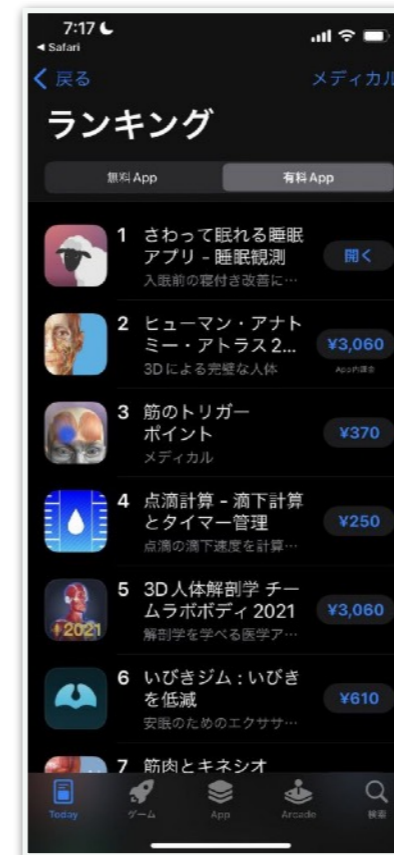 7:17
◀ Safari
戻る
メディカル
ランキング
無料 App
有料 App
1 さわって眠れる睡眠
アプリ - 睡眠観測
入眠前の寝付き改善に…
開く
2 ヒューマン・アナト
ミー・アトラス 2...
3Dによる完璧な人体
¥3,060
App内課金
3 筋のトリガー
ポイント
メディカル
¥370
4 点滴計算 - 滴下計算
とタイマー管理
点滴の滴下速度を計算…
¥250
+2021
5 3D人体解剖学 チー
ムラボボディ 2021
解剖学を学べる医学ア…
¥3,060
6 いびきジム : いびき
を低減
安眠のためのエクササ…
¥610
7 筋肉とキネシオ
Today
ゲーム
App
Arcade
検索